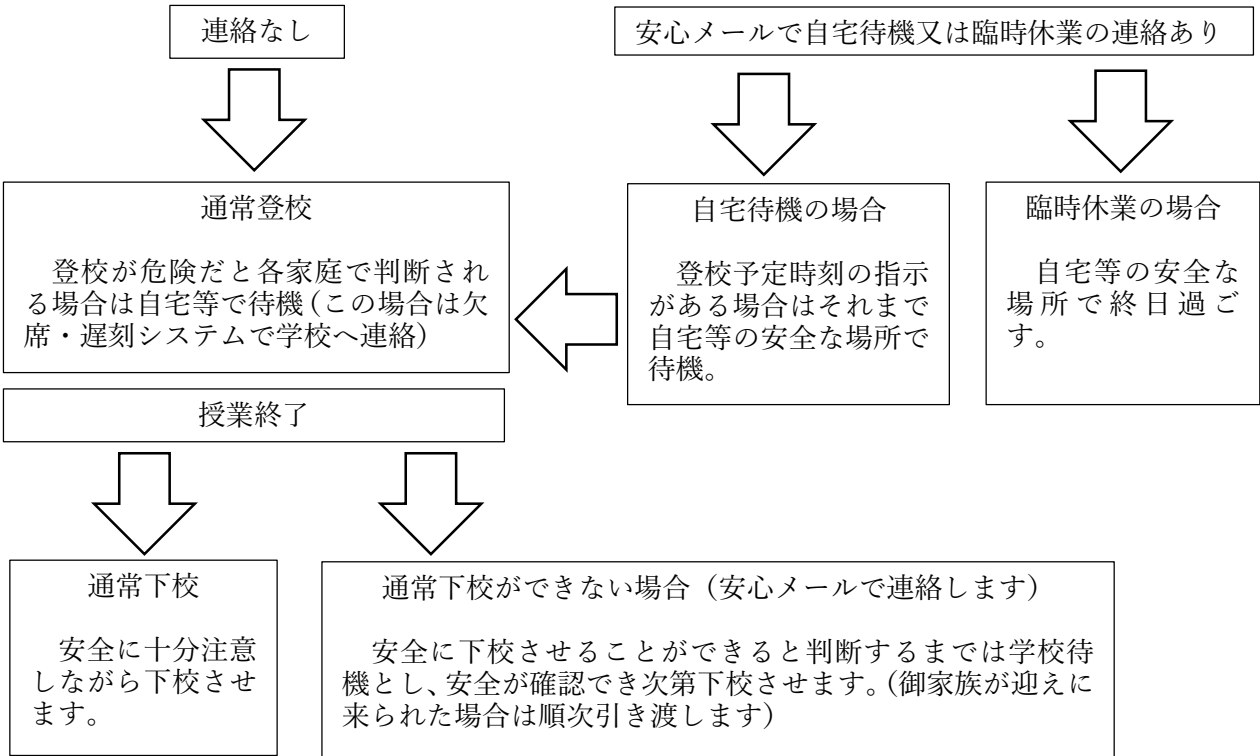 連絡なし
安心メールで自宅待機又は臨時休業の連絡あり
通常登校
登校が危険だと各家庭で判断され
る場合は自宅等で待機(この場合は欠
席・遅刻システムで学校へ連絡)
自宅待機の場合
登校予定時刻の指示
がある場合はそれまで
自宅等の安全な場所で
待機。
臨時休業の場合
自宅等の安全な
場所で終日過ご
す。
授業終了
通常下校
安全に十分注意
しながら下校させ
ます。
通常下校ができない場合(安心メールで連絡します)
安全に下校させることができると判断するまでは学校待
機とし、安全が確認でき次第下校させます。(御家族が迎えに
来られた場合は順次引き渡します)